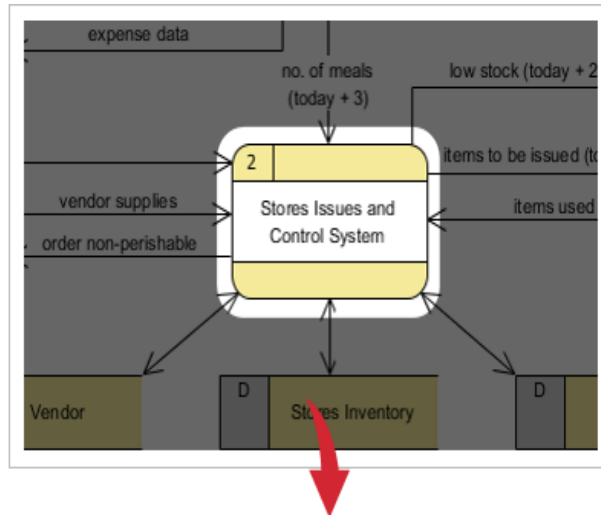 expense data
no. of meals
(today + 3)
low stock (today + 2
2
items to be issued (to
vendor supplies
Stores Issues and
Control System
items used
order non-perishable
Vendor
D
Stores Inventory
D